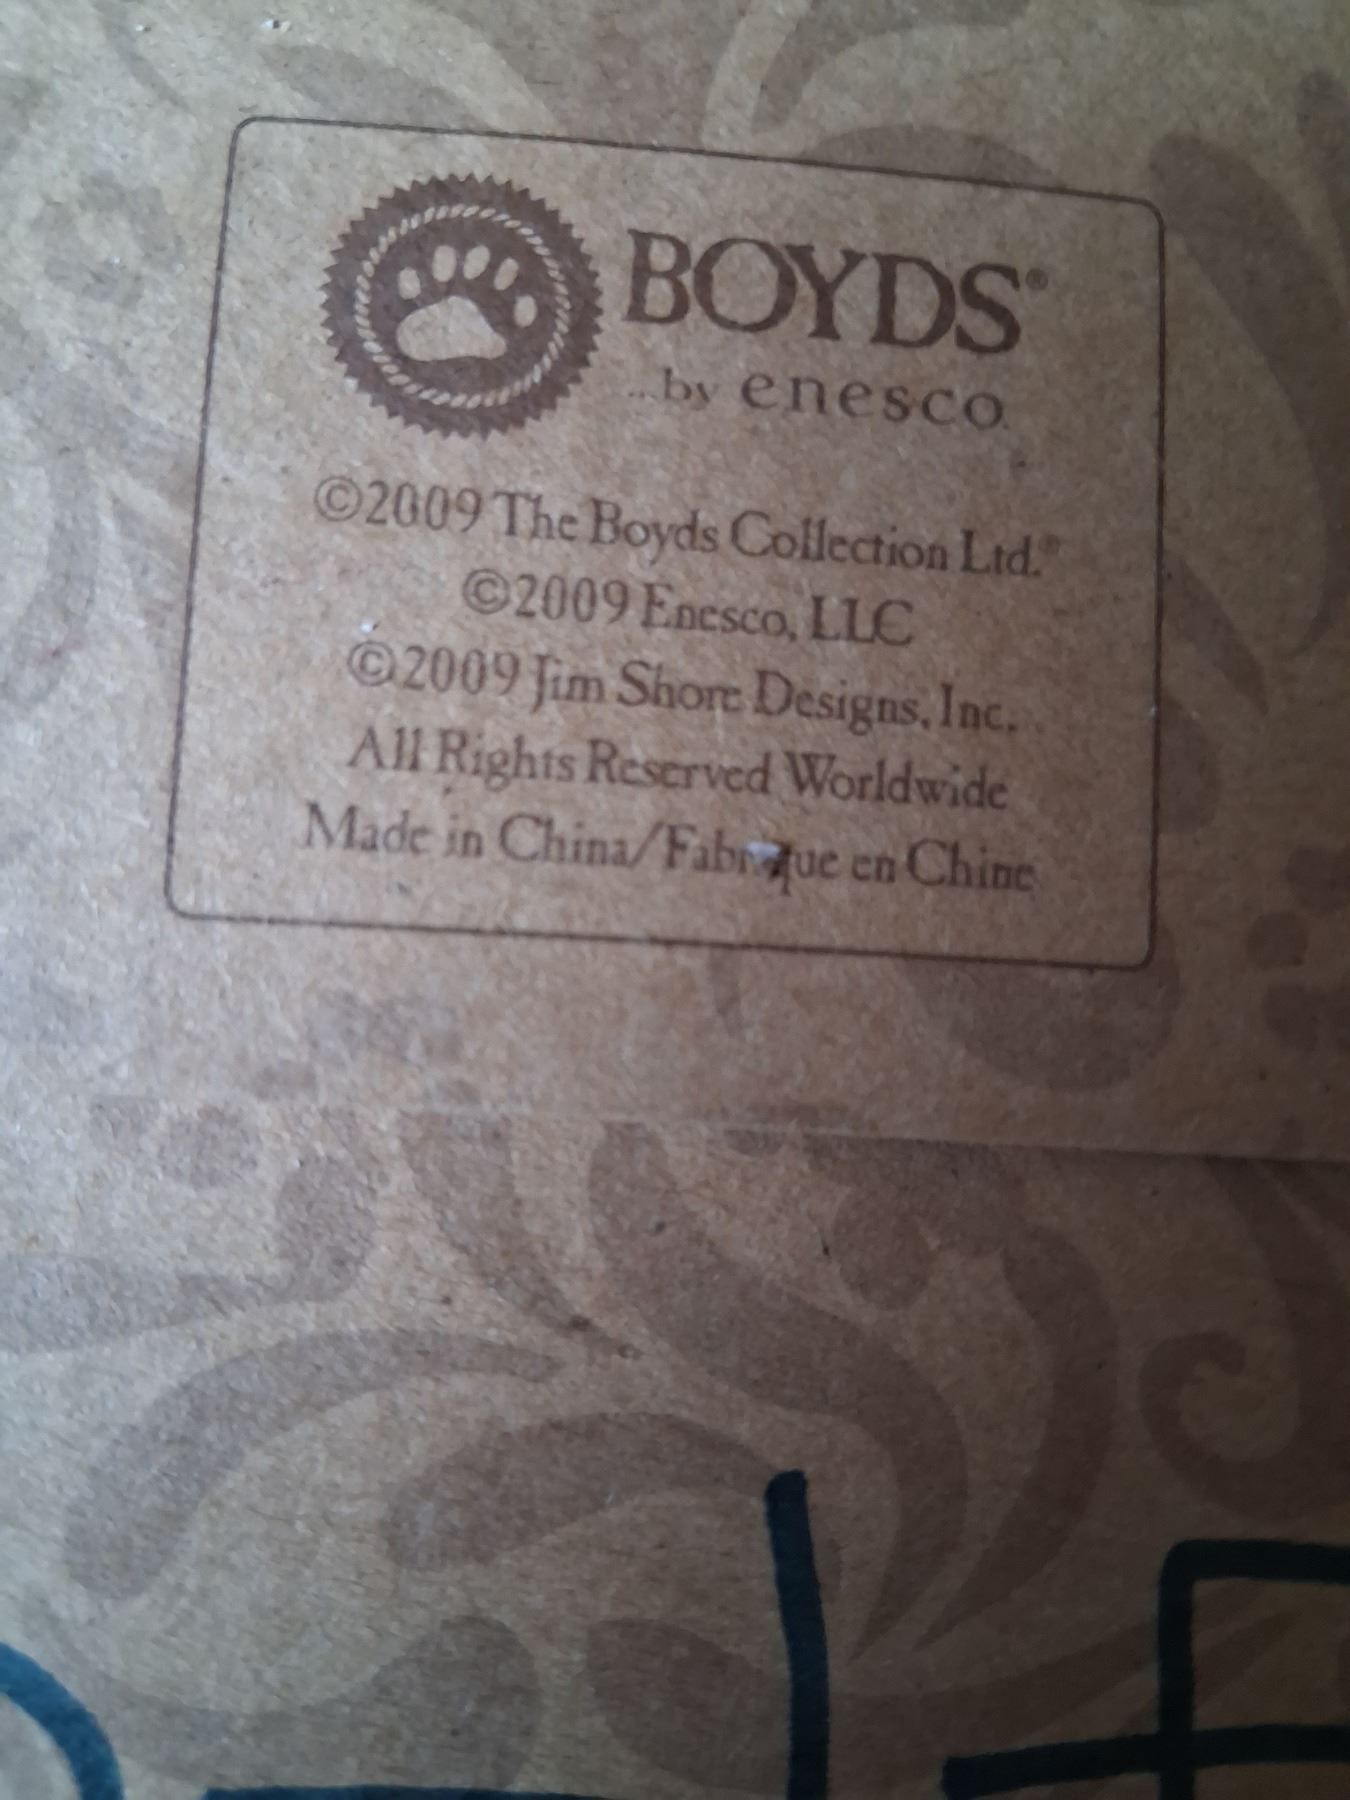 BOYDS®
...by enesco.
©2009 The Boyds Collection Ltd.®
©2009 Enesco, LLC
©2009 Jim Shore Designs, Inc.
All Rights Reserved Worldwide
Made in China/Fabrique en Chine